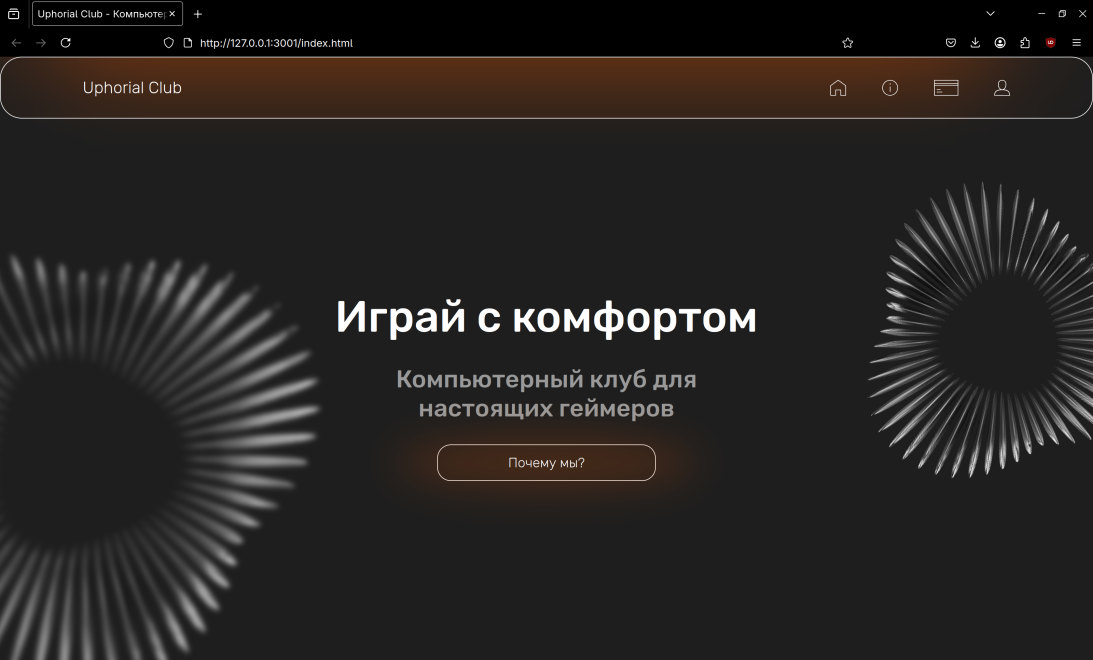 Uphorial Club - Компьютер
http://127.0.0.1:3001/index.html
Uphorial Club
Играй с комфортом
Компьютерный клуб для
настоящих геймеров
Почему мы?